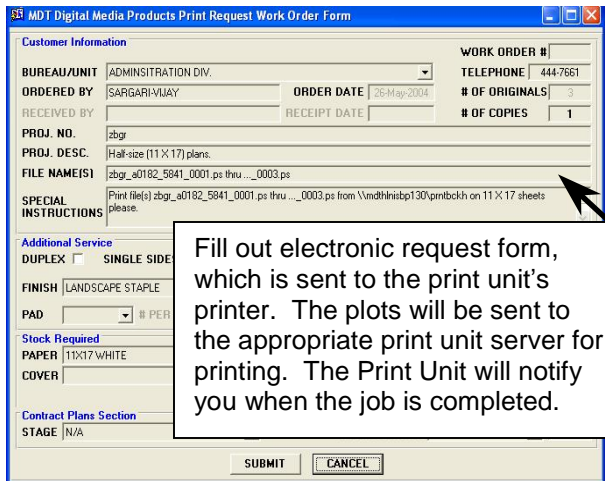 MDT Digital Media Products Print Request Work Order Form
Customer Information
WORK ORDER #
BUREAU/UNIT ADMINSITRATION DIV. TELEPHONE 444-7661
ORDERED BY SARGARI-VIJAY ORDER DATE 26-May-2004 # OF ORIGINALS 3
RECEIVED BY RECEIPT DATE # OF COPIES 1
PROJ. NO. zbgr
PROJ. DESC. Half-size (11 X 17) plans.
FILE NAME(S) zbgr_a0182_5841_0001.ps thru ..._0003.ps
SPECIAL INSTRUCTIONS Print file(s) zbgr_a0182_5841_0001.ps thru ..._0003.ps from \\mdthlnisbp130\prntbckh on 11 X 17 sheets
please.
Additional Service
DUPLEX SINGLE SIDE
FINISH LANDSCAPE STAPLE
PAD # PER
Stock Required
PAPER 11X17 WHITE
COVER
Contract Plans Section
STAGE N/A
SUBMIT CANCEL
Fill out electronic request form,
which is sent to the print unit's
printer. The plots will be sent to
the appropriate print unit server for
printing. The Print Unit will notify
you when the job is completed.